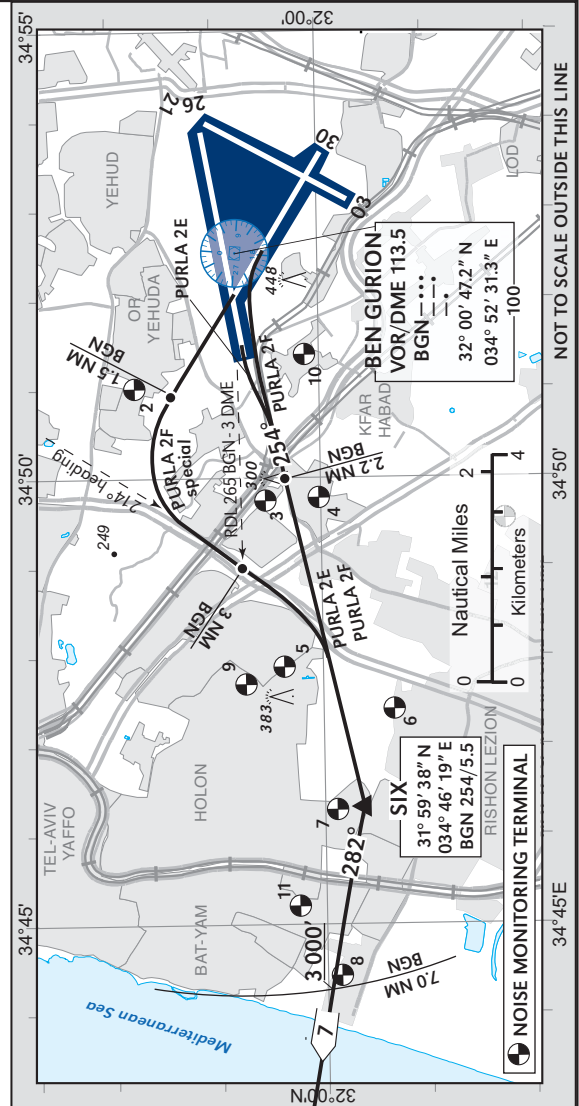 34°55'
34°50'
34°45'E
32°00'
32°00'N
NOT TO SCALE OUTSIDE THIS LINE
YEHUD
26
21
30
03
LOD
OR
YEHUDA
PURLA 2E
PURLA 2F
448
BEN GURION
VOR/DME 113.5
BGN
32° 00' 47.2" N
034° 52' 31.3" E
100
10
KFAR
HABAD
1.5 NM
BGN
2
PURLA 2F
special
214° heading
249
RDL 265 BGN - 3 DME
300
254°
2.2 NM
BGN
3
4
3 NM
BGN
PURLA 2E
PURLA 2F
5
9
383
6
Nautical Miles
0
2
0
4
Kilometers
TEL-AVIV
YAFFO
HOLON
RISHON LEZION
SIX
31° 59' 38" N
034° 46' 19" E
BGN 254/5.5
7
282°
11
BAT-YAM
3 000'
8
7.0 NM
BGN
7
Mediterranean Sea
NOISE MONITORING TERMINAL